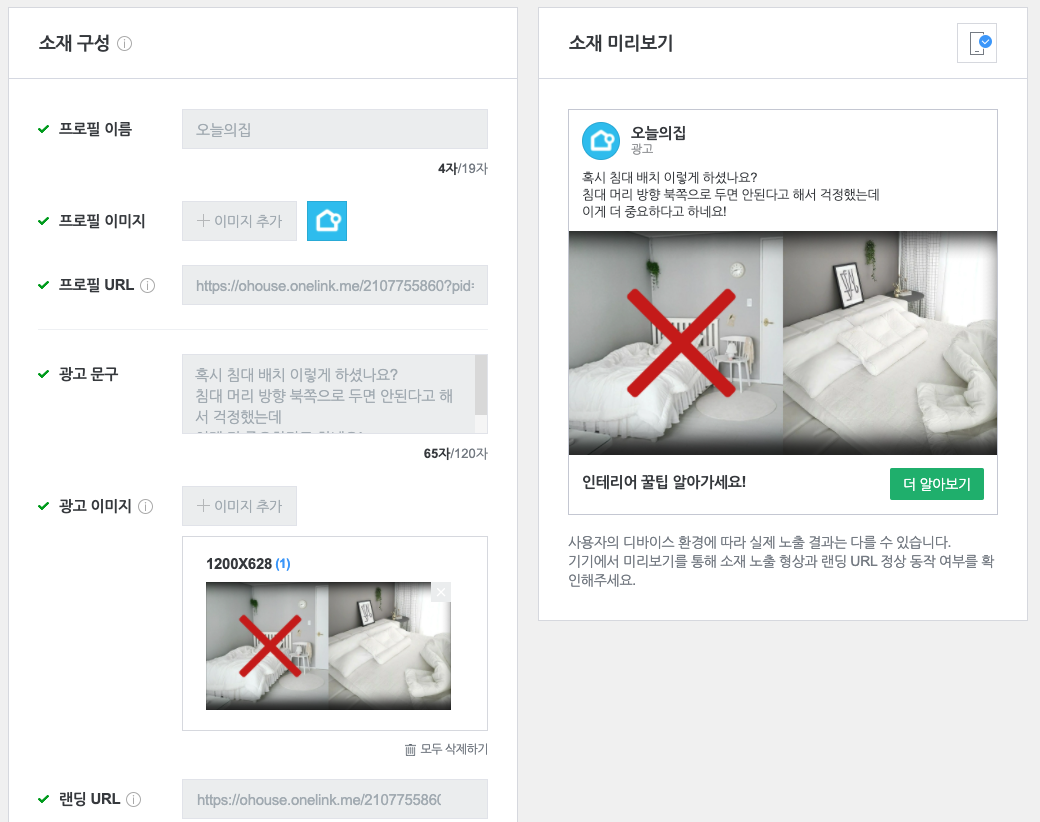 소재 구성
프로필 이름
오늘의집
4자/19자
프로필 이미지
+ 이미지 추가
프로필 URL
https://ohouse.onelink.me/2107755860?pid=
광고 문구
혹시 침대 배치 이렇게 하셨나요?
침대 머리 방향 북쪽으로 두면 안된다고 해
서 걱정했는데
65자/120자
광고 이미지
+ 이미지 추가
1200X628 (1)
모두 삭제하기
랜딩 URL
https://ohouse.onelink.me/210775586
소재 미리보기
오늘의집
광고
혹시 침대 배치 이렇게 하셨나요?
침대 머리 방향 북쪽으로 두면 안된다고 해서 걱정했는데
이게 더 중요하다고 하네요!
인테리어 꿀팁 알아가세요!
더 알아보기
사용자의 디바이스 환경에 따라 실제 노출 결과는 다를 수 있습니다.
기기에서 미리보기를 통해 소재 노출 형상과 랜딩 URL 정상 동작 여부를 확
인해주세요.